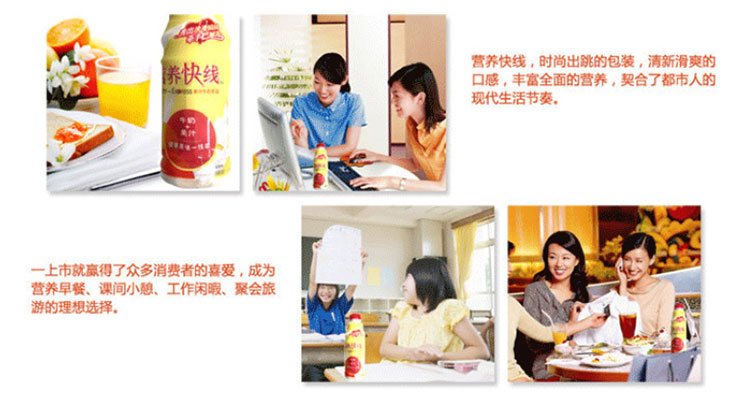 养快线
牛奶
+
果汁
营养快线，时尚出跳的包装，清新滑爽的
口感，丰富全面的营养，契合了都市人的
现代生活节奏。
一上市就赢得了众多消费者的喜爱，成为
营养早餐、课间小憩、工作闲暇、聚会旅
游的理想选择。